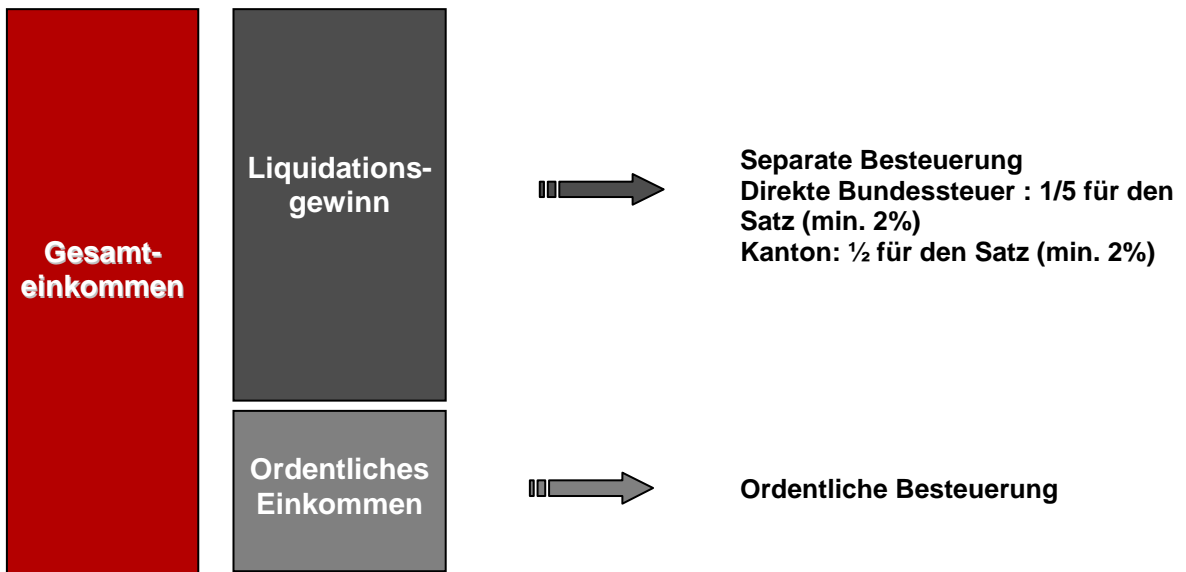 Gesamt-
einkommen
Liquidations-
gewinn
Separate Besteuerung
Direkte Bundessteuer : 1/5 für den
Satz (min. 2%)
Kanton: ½ für den Satz (min. 2%)
Ordentliches
Einkommen
Ordentliche Besteuerung